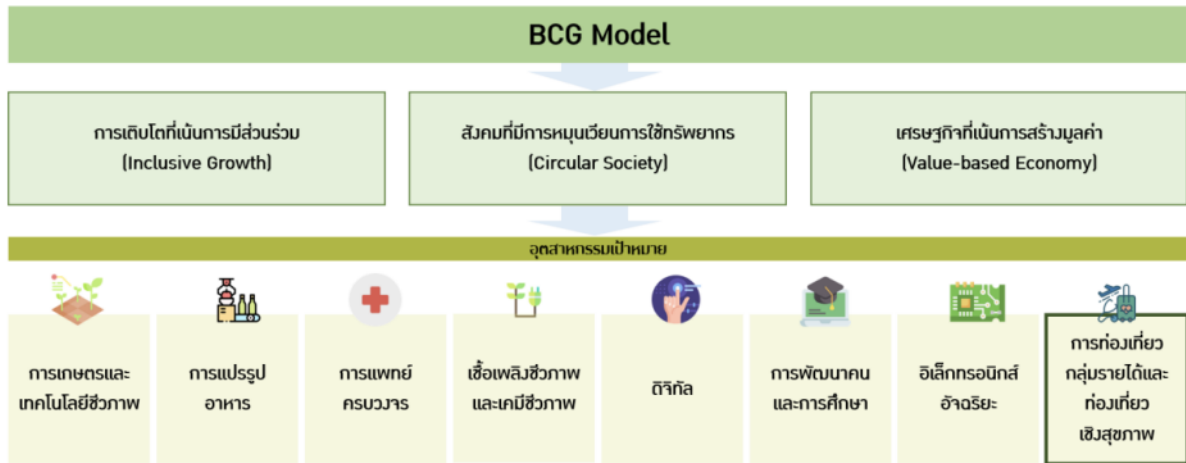 BCG Model
การเติบโตที่เน้นการมีส่วนร่วม
(Inclusive Growth)
สังคมที่มีการหมุนเวียนการใช้ทรัพยากร
(Circular Society)
เศรษฐกิจที่เน้นการสร้างมูลค่า
(Value-based Economy)
อุตสาหกรรมเป้าหมาย
การเกษตรและ
เทคโนโลยีชีวภาพ
การแปรรูป
อาหาร
การแพทย์
ครบวงจร
เชื้อเพลิงชีวภาพ
และเคมีชีวภาพ
ดิจิทัล
การพัฒนาคน
และการศึกษา
อิเล็กทรอนิกส์
อัจฉริยะ
การท่องเที่ยว
กลุ่มรายได้และ
ท่องเที่ยว
เชิงสุขภาพ